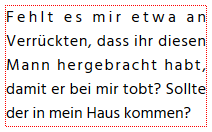 Fehlt es mir etwa an
Verrückten, dass ihr diesen
Mann hergebracht habt,
damit er bei mir tobt? Sollte
der in mein Haus kommen?